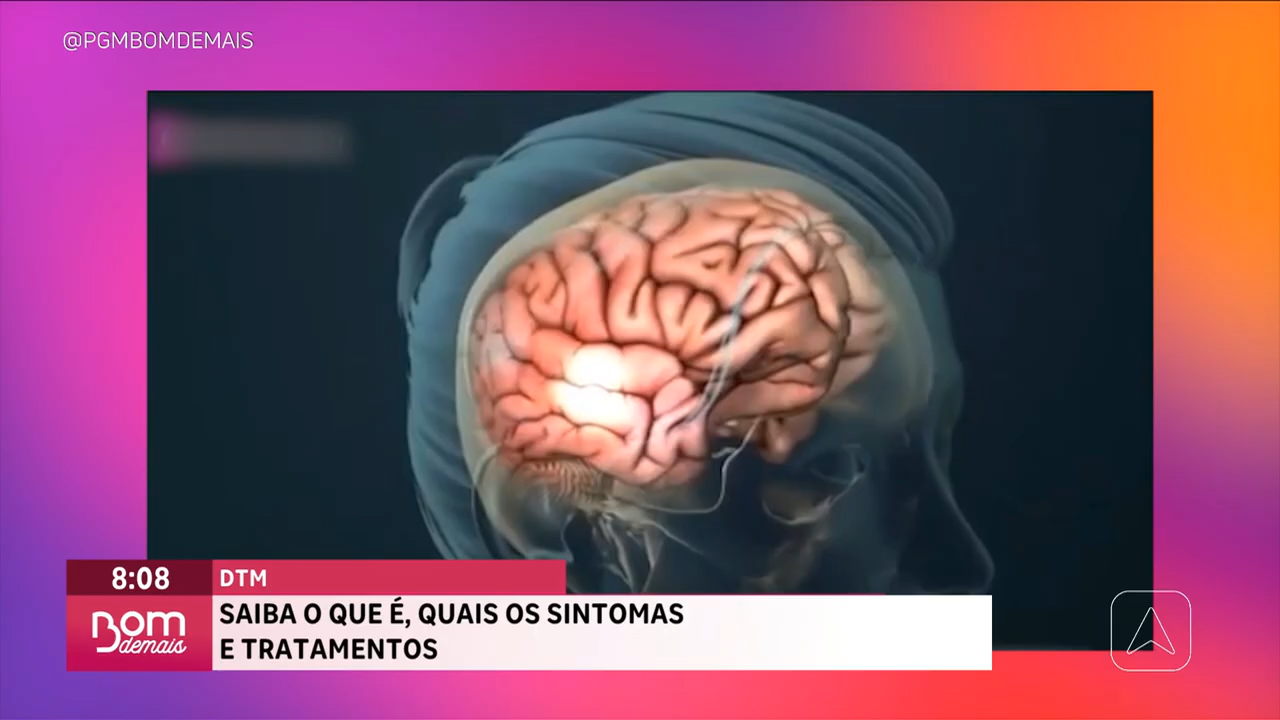 @PGMBOMDEMAIS
8:08
DTM
Bom
demais
SAIBA O QUE É, QUAIS OS SINTOMAS
E TRATAMENTOS